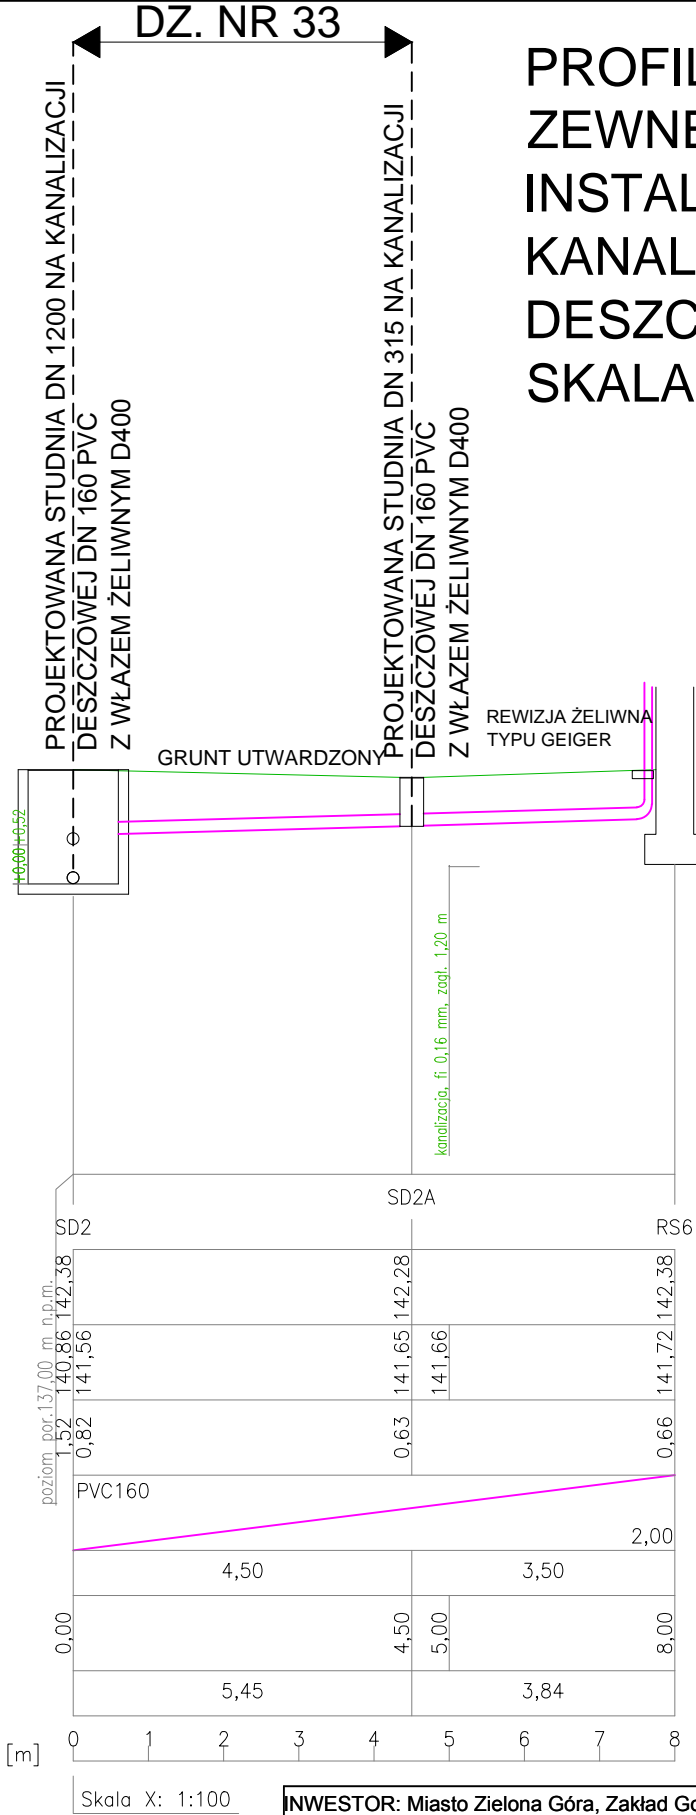 DZ. NR 33
PROFIL
ZEWNĘ
INSTAL
KANAL
DESZC
SKALA
PROJEKTOWANA STUDNIA DN 1200 NA KANALIZACJI
DESZCZOWEJ DN 160 PVC
Z WŁAZEM ŻELIWNYM D400
PROJEKTOWANA STUDNIA DN 315 NA KANALIZACJI
DESZCZOWEJ DN 160 PVC
Z WŁAZEM ŻELIWNYM D400
REWIZJA ŻELIWNA
TYPU GEIGER
GRUNT UTWARDZONY
+0,00 +0,52
kanalizacja, fi 0,16 mm, zagł. 1,20 m
SD2A
SD2
RS6
poziom por.137,00 m n.p.m.
142,38
142,28
142,38
140,86
141,56
141,65
141,66
141,72
1,52
0,82
0,63
0,66
PVC160
2,00
4,50
3,50
0,00
4,50
5,00
8,00
5,45
3,84
[m]
0 1 2 3 4 5 6 7 8
Skala X: 1:100
INWESTOR: Miasto Zielona Góra, Zakład Go